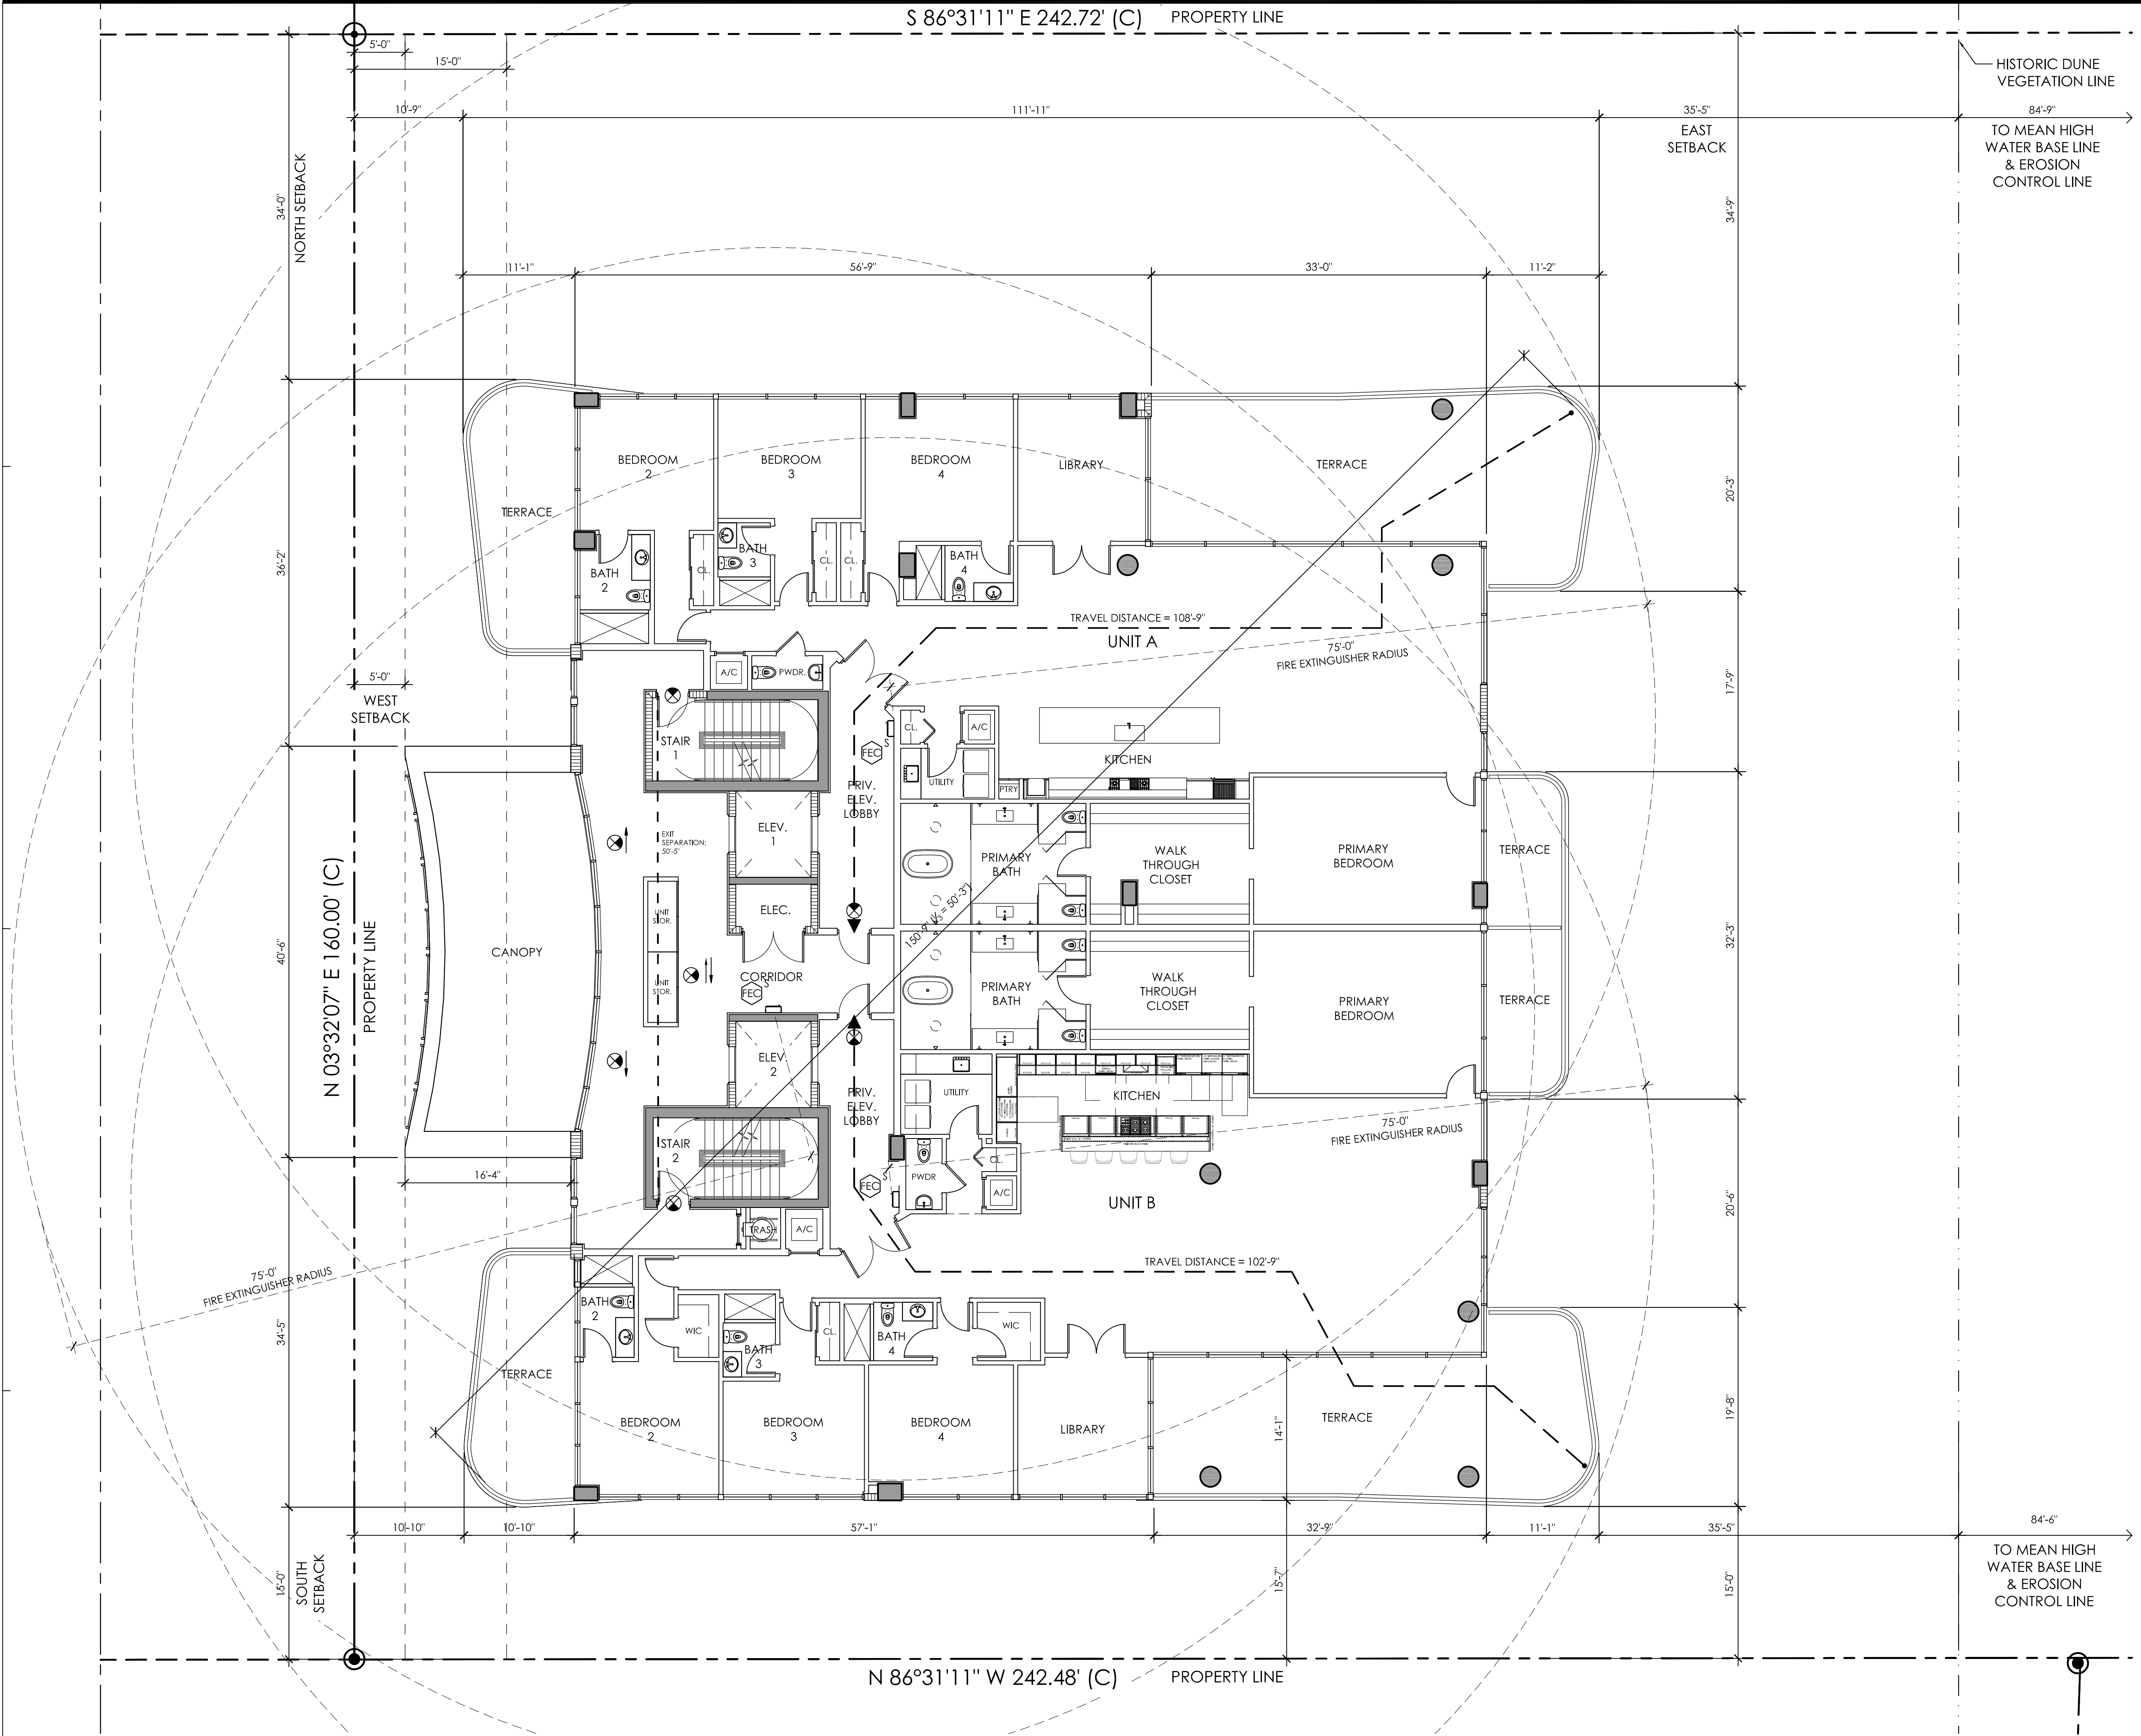 S 86°31'11" E 242.72' (C) PROPERTY LINE
5'-0"
15'-0"
HISTORIC DUNE
VEGETATION LINE
10'-9"
111'-11"
35'-5"
84'-9"
EAST
SETBACK
TO MEAN HIGH
WATER BASE LINE
& EROSION
CONTROL LINE
34'-0"
NORTH SETBACK
34'-9"
11'-1"
56'-9"
33'-0"
11'-2"
BEDROOM
2
BEDROOM
3
BEDROOM
4
LIBRARY
TERRACE
TERRACE
20'-3"
36'-2"
BATH
2
CL.
BATH
3
CL.
CL.
BATH
4
TRAVEL DISTANCE = 108'-9"
UNIT A
75'-0"
FIRE EXTINGUISHER RADIUS
A/C
PWDR.
5'-0"
WEST
SETBACK
17'-9"
STAIR
1
FEC
S
CL.
A/C
KITCHEN
UTILITY
PTRY
PRIV.
ELEV.
LOBBY
ELEV.
1
EXIT
SEPARATION:
50'-5"
PRIMARY
BATH
WALK
THROUGH
CLOSET
PRIMARY
BEDROOM
TERRACE
N 03°32'07" E 160.00' (C)
PROPERTY LINE
40'-6"
CANOPY
UNIT
STOR.
ELEC.
150'-9" (⅓ = 50'-3")
32'-3"
UNIT
STOR.
CORRIDOR
FEC
S
PRIMARY
BATH
WALK
THROUGH
CLOSET
PRIMARY
BEDROOM
TERRACE
ELEV.
2
PRIV.
ELEV.
LOBBY
UTILITY
KITCHEN
75'-0"
FIRE EXTINGUISHER RADIUS
STAIR
2
16'-4"
FEC
S
PWDR
CL.
A/C
UNIT B
20'-6"
TRASH
A/C
75'-0"
FIRE EXTINGUISHER RADIUS
TRAVEL DISTANCE = 102'-9"
34'-5"
BATH
2
WIC
BATH
3
CL.
BATH
4
WIC
TERRACE
BEDROOM
2
BEDROOM
3
BEDROOM
4
LIBRARY
14'-1"
TERRACE
19'-8"
10'-10"
10'-10"
57'-1"
32'-9"
11'-1"
35'-5"
84'-6"
TO MEAN HIGH
WATER BASE LINE
& EROSION
CONTROL LINE
15'-0"
SOUTH
SETBACK
15'-7"
15'-0"
N 86°31'11" W 242.48' (C) PROPERTY LINE